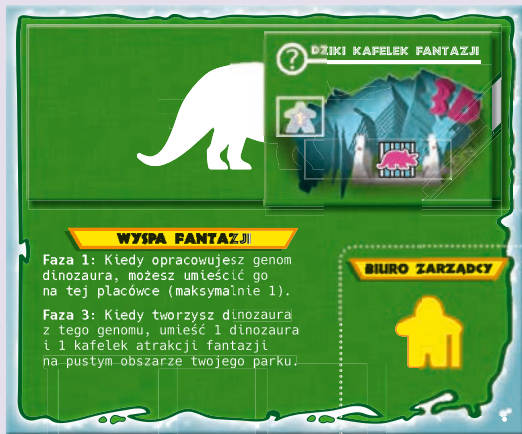 ?
DZIKI KAFELEK FANTAZJI
WYSPA FANTAZJI
Faza 1: Kiedy opracowujesz genom
dinozaura, możesz umieścić go
na tej placówce (maksymalnie 1).
Faza 3: Kiedy tworzysz dinozaura
z tego genomu, umieść 1 dinozaura
i 1 kafelek atrakcji fantazji
na pustym obszarze twojego parku.
BIURO ZARZĄDCY